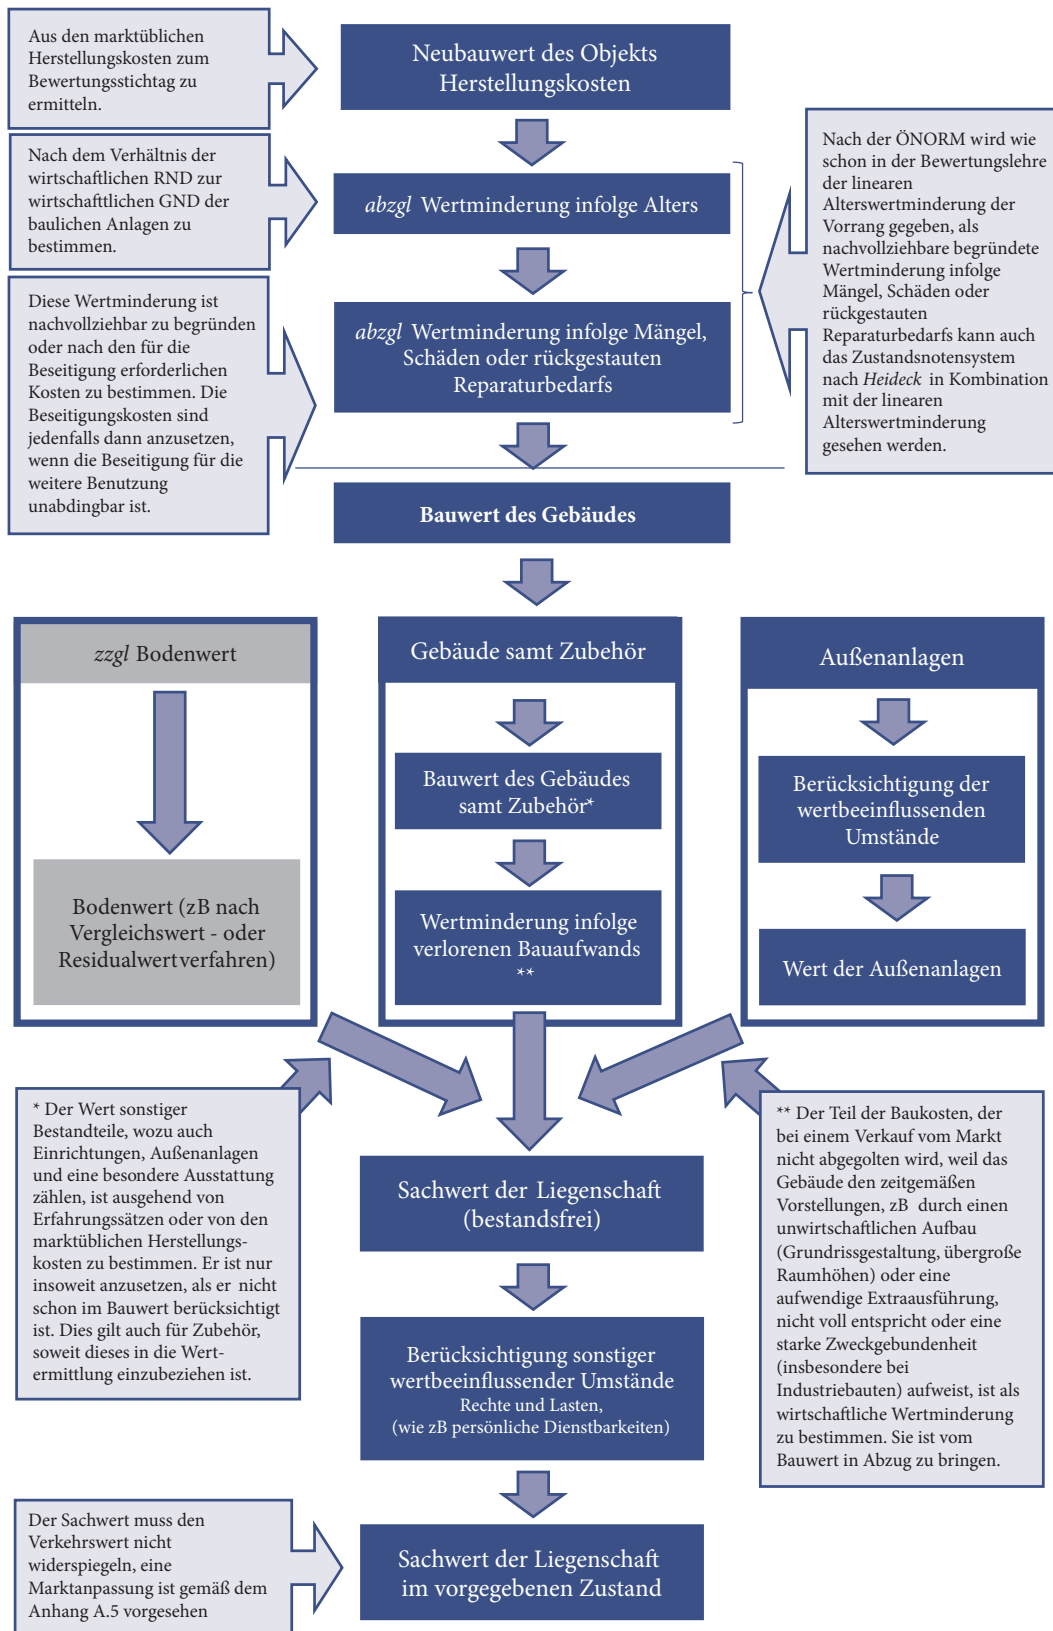 Aus den marktüblichen
Herstellungskosten zum
Bewertungsstichtag zu
ermitteln.
Neubauwert des Objekts
Herstellungskosten
Nach dem Verhältnis der
wirtschaftlichen RND zur
wirtschafttlichen GND der
baulichen Anlagen zu
bestimmen.
abzgl Wertminderung infolge Alters
Nach der ÖNORM wird wie
schon in der Bewertungslehre
der linearen
Alterswertminderung der
Vorrang gegeben, als
nachvollziehbare begründete
Wertminderung infolge
Mängel, Schäden oder
rückgestauten
Reparaturbedarfs kann auch
das Zustandsnotensystem
nach Heideck in Kombination
mit der linearen
Alterswertminderung
gesehen werden.
Diese Wertminderung ist
nachvollziehbar zu begründen
oder nach den für die
Beseitigung erforderlichen
Kosten zu bestimmen. Die
Beseitigungskosten sind
jedenfalls dann anzusetzen,
wenn die Beseitigung für die
weitere Benutzung
unabdingbar ist.
abzgl Wertminderung infolge Mängel,
Schäden oder rückgestauten
Reparaturbedarfs
Bauwert des Gebäudes
zzgl Bodenwert
Bodenwert (zB nach
Vergleichswert - oder
Residualwertverfahren)
Gebäude samt Zubehör
Bauwert des Gebäudes
samt Zubehör*
Wertminderung infolge
verlorenen Bauaufwands
**
Außenanlagen
Berücksichtigung der
wertbeeinflussenden
Umstände
Wert der Außenanlagen
* Der Wert sonstiger
Bestandteile, wozu auch
Einrichtungen, Außenanlagen
und eine besondere Ausstattung
zählen, ist ausgehend von
Erfahrungssätzen oder von den
marktüblichen Herstellungs-
kosten zu bestimmen. Er ist nur
insoweit anzusetzen, als er nicht
schon im Bauwert berücksichtigt
ist. Dies gilt auch für Zubehör,
soweit dieses in die Wert-
ermittlung einzubeziehen ist.
** Der Teil der Baukosten, der
bei einem Verkauf vom Markt
nicht abgegolten wird, weil das
Gebäude den zeitgemäßen
Vorstellungen, zB durch einen
unwirtschaftlichen Aufbau
(Grundrissgestaltung, übergroße
Raumhöhen) oder eine
aufwendige Extraausführung,
nicht voll entspricht oder eine
starke Zweckgebundenheit
(insbesondere bei
Industriebauten) aufweist, ist als
wirtschaftliche Wertminderung
zu bestimmen. Sie ist vom
Bauwert in Abzug zu bringen.
Sachwert der Liegenschaft
(bestandsfrei)
Berücksichtigung sonstiger
wertbeeinflussender Umstände
Rechte und Lasten,
(wie zB persönliche Dienstbarkeiten)
Der Sachwert muss den
Verkehrswert nicht
widerspiegeln, eine
Marktanpassung ist gemäß dem
Anhang A.5 vorgesehen
Sachwert der Liegenschaft
im vorgegebenen Zustand